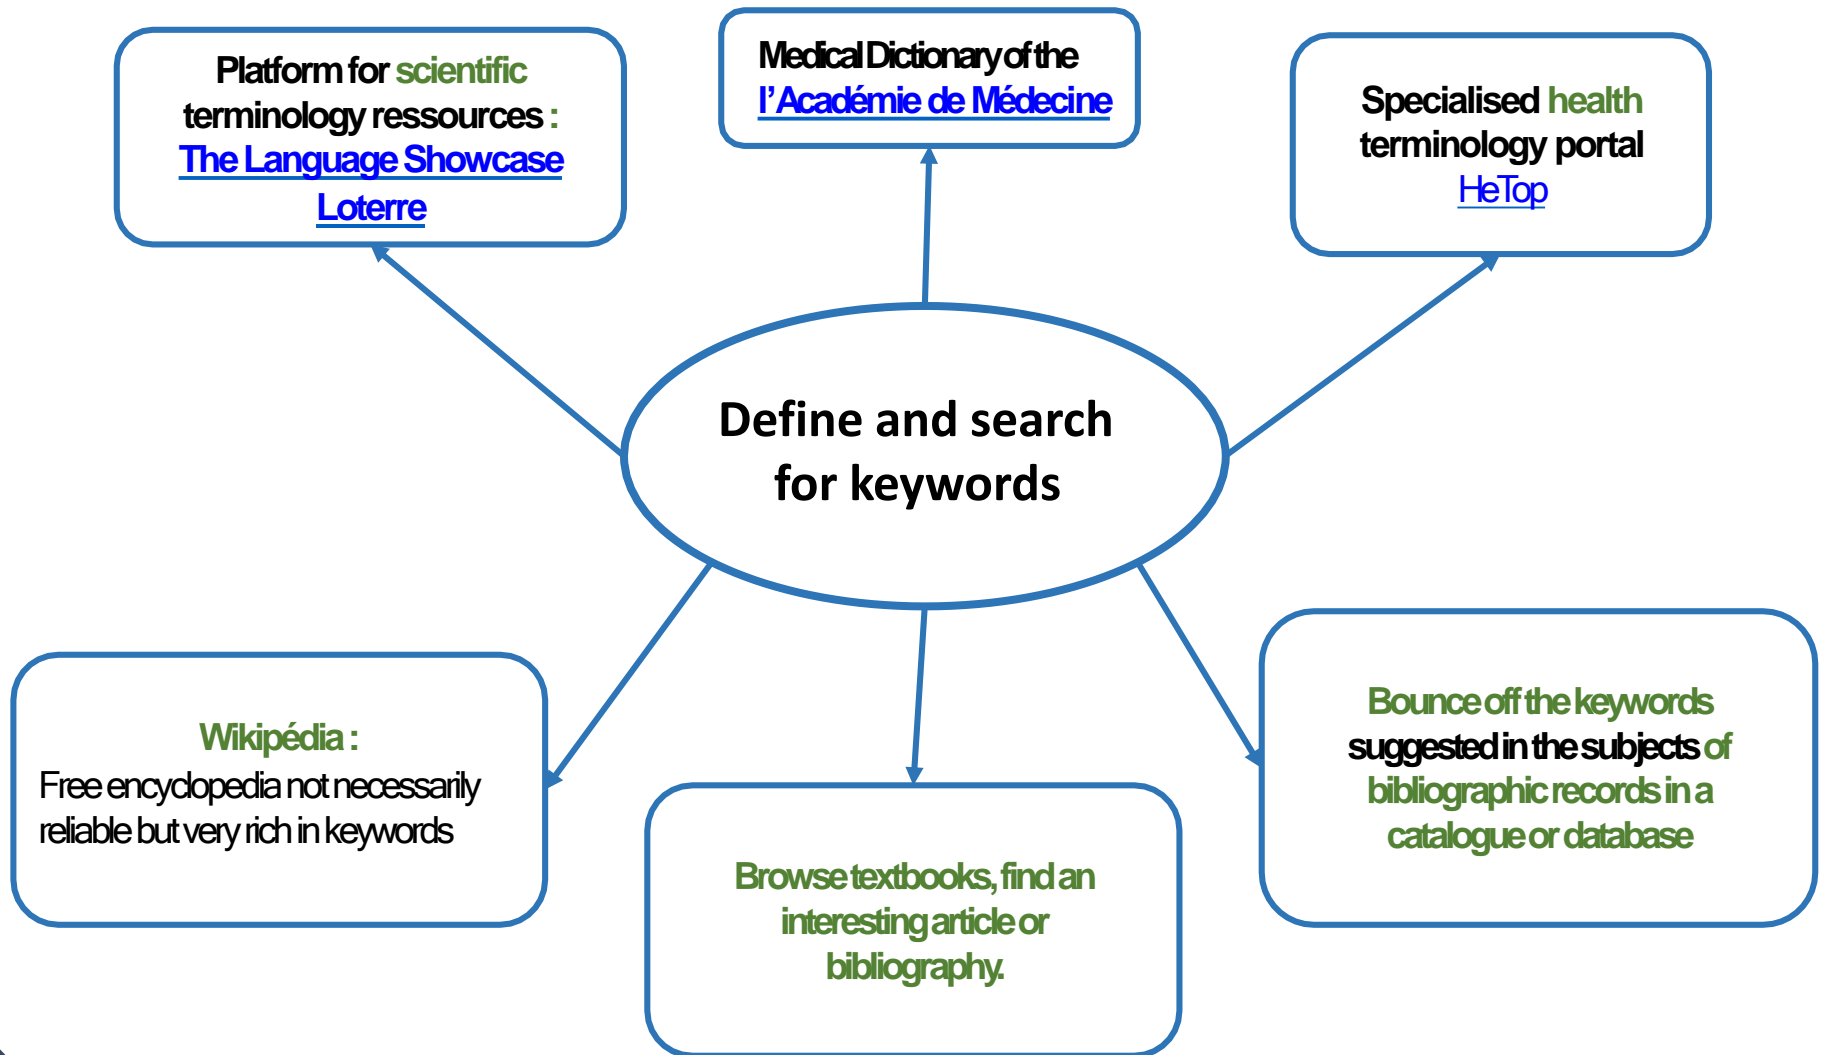 Platform for scientific
terminology ressources :
The Language Showcase
Loterre
Medical Dictionary of the
l’Académie de Médecine
Specialised health
terminology portal
HeTop
Define and search
for keywords
Wikipédia :
Free encyclopedia not necessarily
reliable but very rich in keywords
Browse textbooks, find an
interesting article or
bibliography.
Bounce off the keywords
suggested in the subjects of
bibliographic records in a
catalogue or database